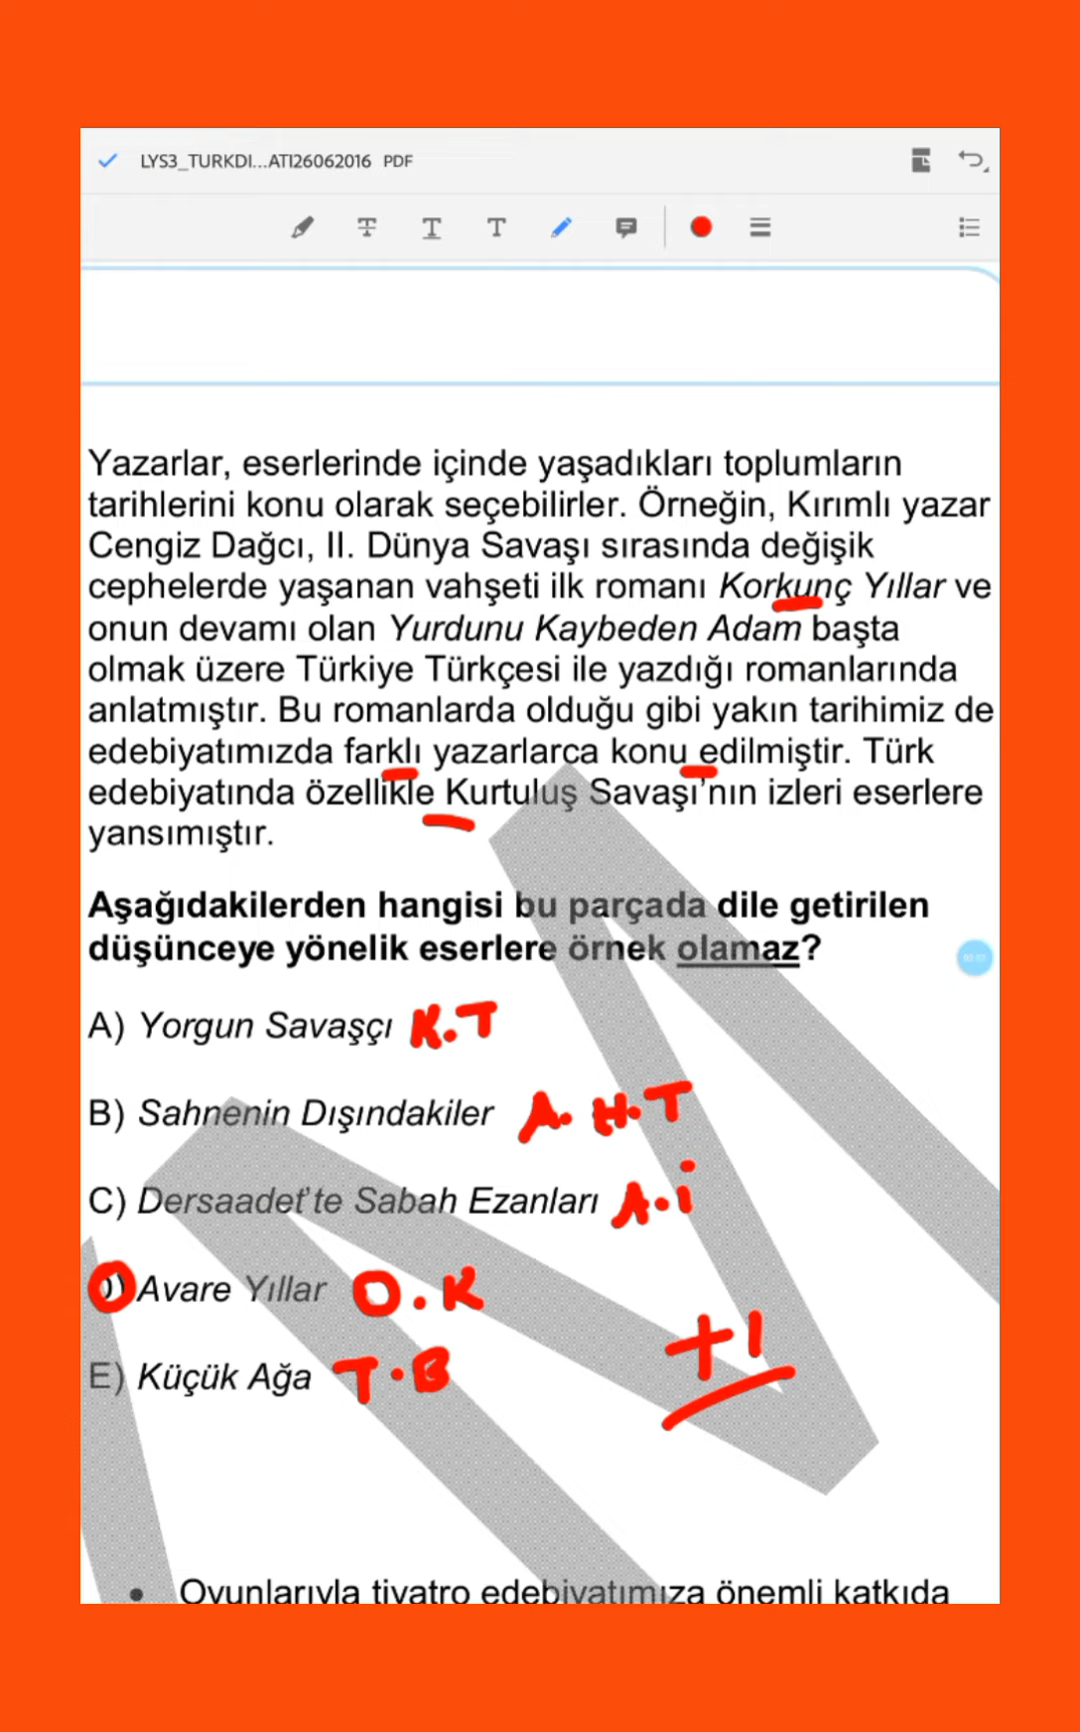 LYS3_TURKDI...ATI26062016 PDF
Yazarlar, eserlerinde içinde yaşadıkları toplumların
tarihlerini konu olarak seçebilirler. Örneğin, Kırımlı yazar
Cengiz Dağcı, II. Dünya Savaşı sırasında değişik
cephelerde yaşanan vahşeti ilk romanı Korkunç Yıllar ve
onun devamı olan Yurdunu Kaybeden Adam başta
olmak üzere Türkiye Türkçesi ile yazdığı romanlarında
anlatmıştır. Bu romanlarda olduğu gibi yakın tarihimiz de
edebiyatımızda farklı yazarlarca konu edilmiştir. Türk
edebiyatında özellikle Kurtuluş Savaşı’nın izleri eserlere
yansımıştır.
Aşağıdakilerden hangisi bu parçada dile getirilen
düşünceye yönelik eserlere örnek olamaz?
A) Yorgun Savaşçı K.T
B) Sahnenin Dışındakiler A. H.T
C) Dersaadet’te Sabah Ezanları A.İ
D) Avare Yıllar O.K
+1
E) Küçük Ağa T.B
• Oyunlarıyla tiyatro edebiyatımıza önemli katkıda